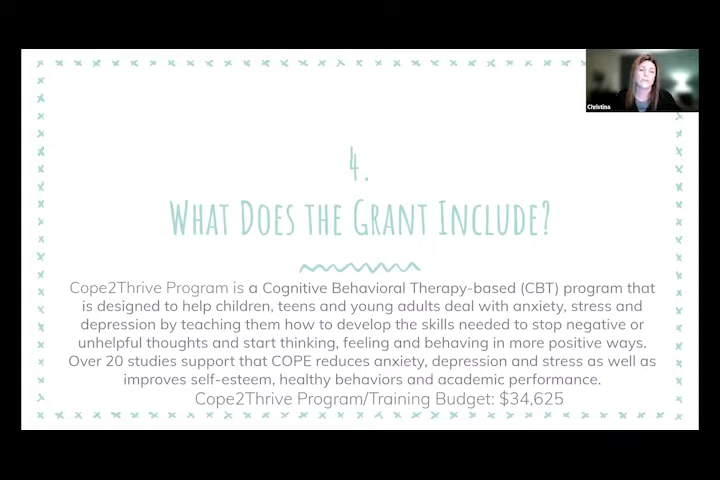 Christina
4.
What Does the Grant Include?
Cope2Thrive Program is a Cognitive Behavioral Therapy-based (CBT) program that
is designed to help children, teens and young adults deal with anxiety, stress and
depression by teaching them how to develop the skills needed to stop negative or
unhelpful thoughts and start thinking, feeling and behaving in more positive ways.
Over 20 studies support that COPE reduces anxiety, depression and stress as well as
improves self-esteem, healthy behaviors and academic performance.
Cope2Thrive Program/Training Budget: $34,625